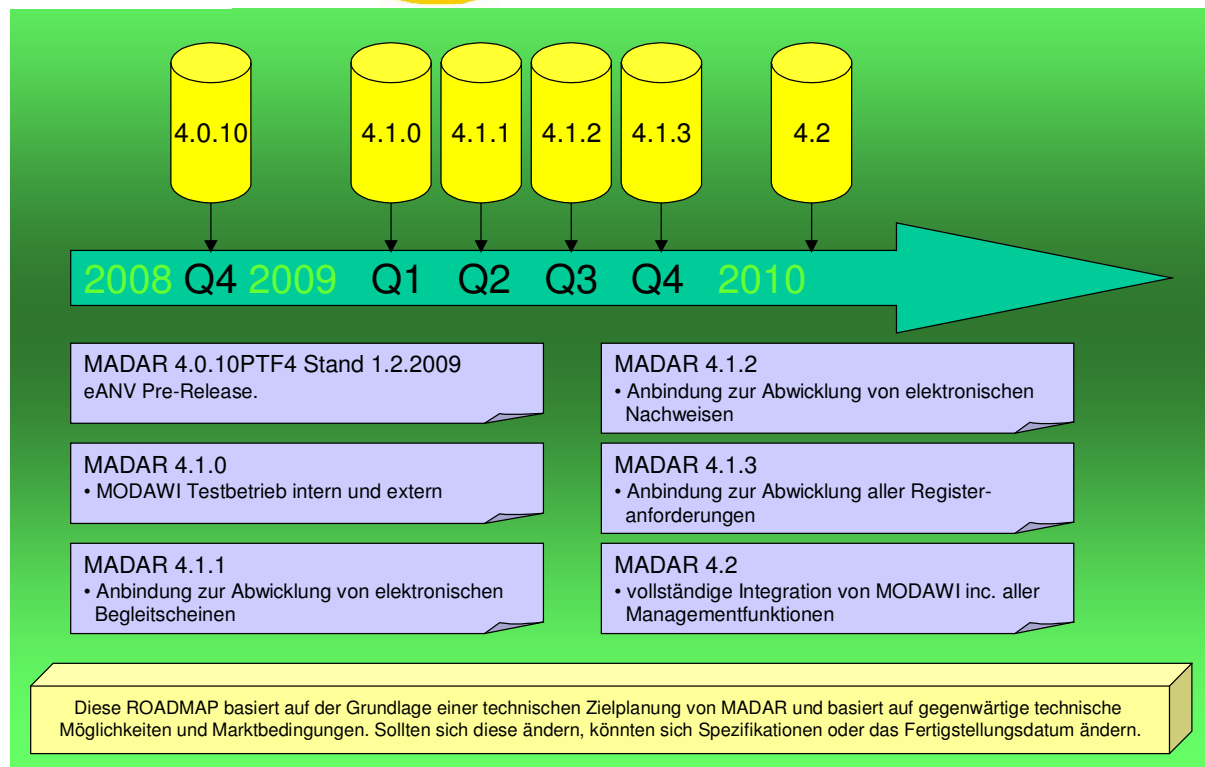 4.0.10 4.1.0 4.1.1 4.1.2 4.1.3 4.2
2008 Q4 2009 Q1 Q2 Q3 Q4 2010
MADAR 4.0.10PTF4 Stand 1.2.2009
eANV Pre-Release.
MADAR 4.1.0
• MODAWI Testbetrieb intern und extern
MADAR 4.1.1
• Anbindung zur Abwicklung von elektronischen
Begleitscheinen
MADAR 4.1.2
• Anbindung zur Abwicklung von elektronischen
Nachweisen
MADAR 4.1.3
• Anbindung zur Abwicklung aller Register-
anforderungen
MADAR 4.2
• vollständige Integration von MODAWI inc. aller
Managementfunktionen
Diese ROADMAP basiert auf der Grundlage einer technischen Zielplanung von MADAR und basiert auf gegenwärtige technische
Möglichkeiten und Marktbedingungen. Sollten sich diese ändern, könnten sich Spezifikationen oder das Fertigstellungsdatum ändern.